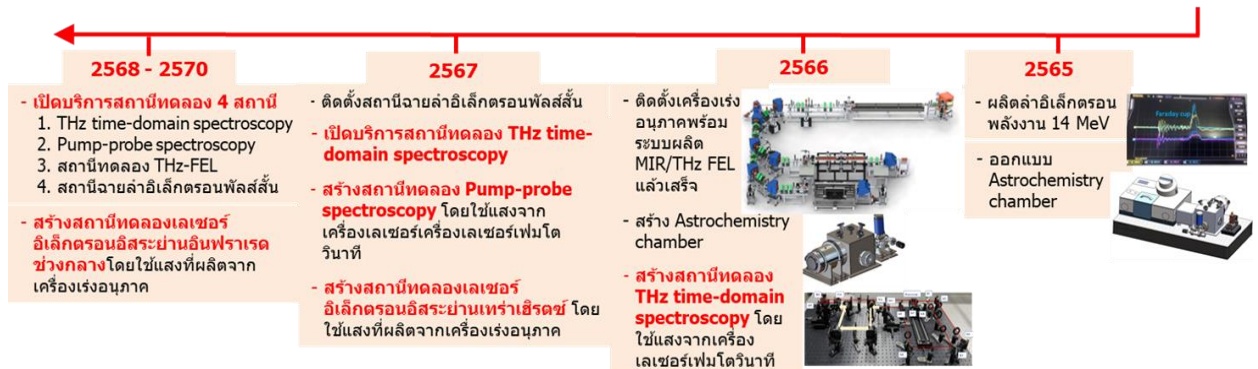 2568 - 2570
- เปิดบริการสถานีทดลอง 4 สถานี
1. THz time-domain spectroscopy
2. Pump-probe spectroscopy
3. สถานีทดลอง THz-FEL
4. สถานีฉายลำอิเล็กตรอนพัลส์สั้น
- สร้างสถานีทดลองเลเซอร์
อิเล็กตรอนอิสระย่านอินฟราเรด
ช่วงกลางโดยใช้แสงที่ผลิตจาก
เครื่องเร่งอนุภาค
2567
- ติดตั้งสถานีฉายลำอิเล็กตรอนพัลส์สั้น
- เปิดบริการสถานีทดลอง THz time-
domain spectroscopy
- สร้างสถานีทดลอง Pump-probe
spectroscopy โดยใช้แสงจาก
เครื่องเลเซอร์เครื่องเลเซอร์เฟมโต
วินาที
- สร้างสถานีทดลองเลเซอร์
อิเล็กตรอนอิสระย่านเทร่าเฮิรตซ์ โดย
ใช้แสงที่ผลิตจากเครื่องเร่งอนุภาค
2566
- ติดตั้งเครื่องเร่ง
อนุภาคพร้อม
ระบบผลิต
MIR/THz FEL
แล้วเสร็จ
- สร้าง Astrochemistry
chamber
- สร้างสถานีทดลอง
THz time-domain
spectroscopy โดย
ใช้แสงจากเครื่อง
เลเซอร์เฟมโตวินาที
2565
- ผลิตลำอิเล็กตรอน
พลังงาน 14 MeV
- ออกแบบ
Astrochemistry
chamber
Faraday cup